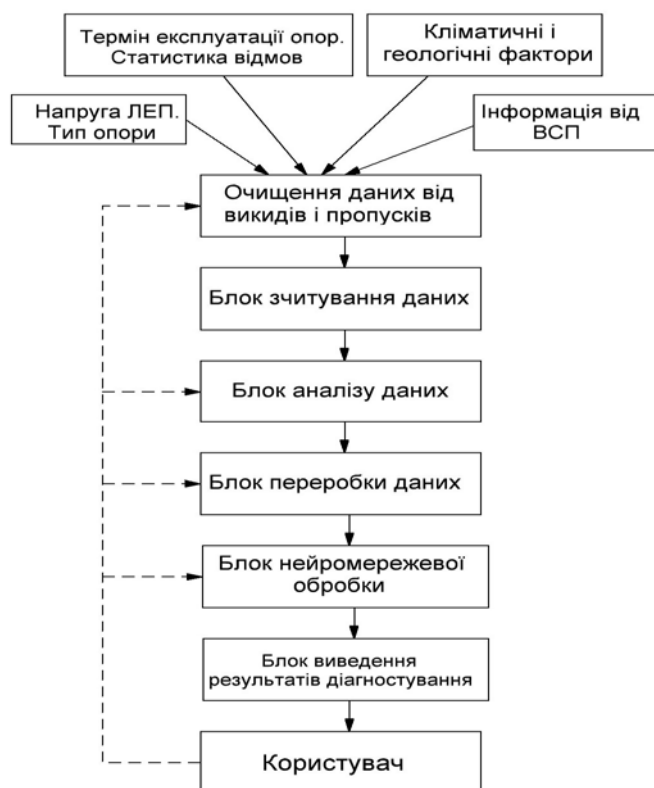 Термін експлуатації опор.
Статистика відмов
Кліматичні і
геологічні фактори
Напруга ЛЕП.
Тип опори
Інформація від
ВСП
Очищення даних від
викидів і пропусків
Блок зчитування даних
Блок аналізу даних
Блок переробки даних
Блок нейромережевої
обробки
Блок виведення
результатів діагностування
Користувач